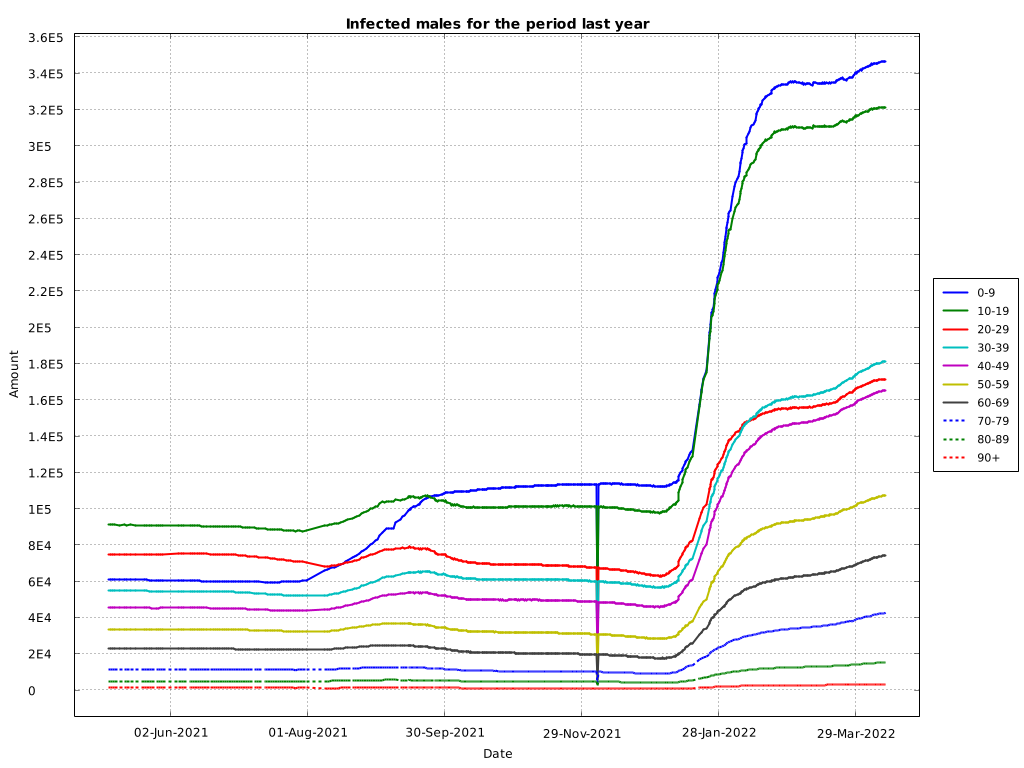 Infected males for the period last year
3.6E5
3.4E5
3.2E5
3E5
2.8E5
2.6E5
2.4E5
2.2E5
2E5
1.8E5
1.6E5
1.4E5
1.2E5
1E5
8E4
6E4
4E4
2E4
0
Amount
02-Jun-2021
01-Aug-2021
30-Sep-2021
29-Nov-2021
28-Jan-2022
29-Mar-2022
Date
0-9
10-19
20-29
30-39
40-49
50-59
60-69
70-79
80-89
90+